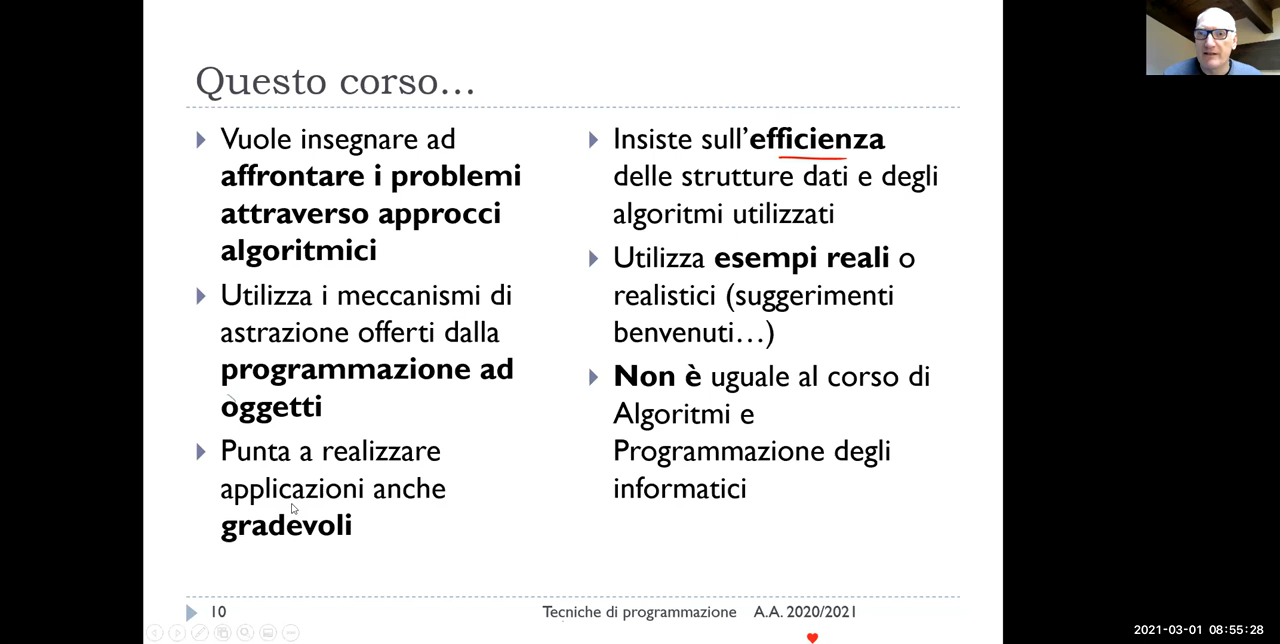 Questo corso...
Vuole insegnare ad
affrontare i problemi
attraverso approcci
algoritmici
Utilizza i meccanismi di
astrazione offerti dalla
programmazione ad
oggetti
Punta a realizzare
applicazioni anche
gradevoli
Insiste sull'efficienza
delle strutture dati e degli
algoritmi utilizzati
Utilizza esempi reali o
realistici (suggerimenti
benvenuti...)
Non è uguale al corso di
Algoritmi e
Programmazione degli
informatici
10
Tecniche di programmazione A.A. 2020/2021
2021-03-01 08:55:28